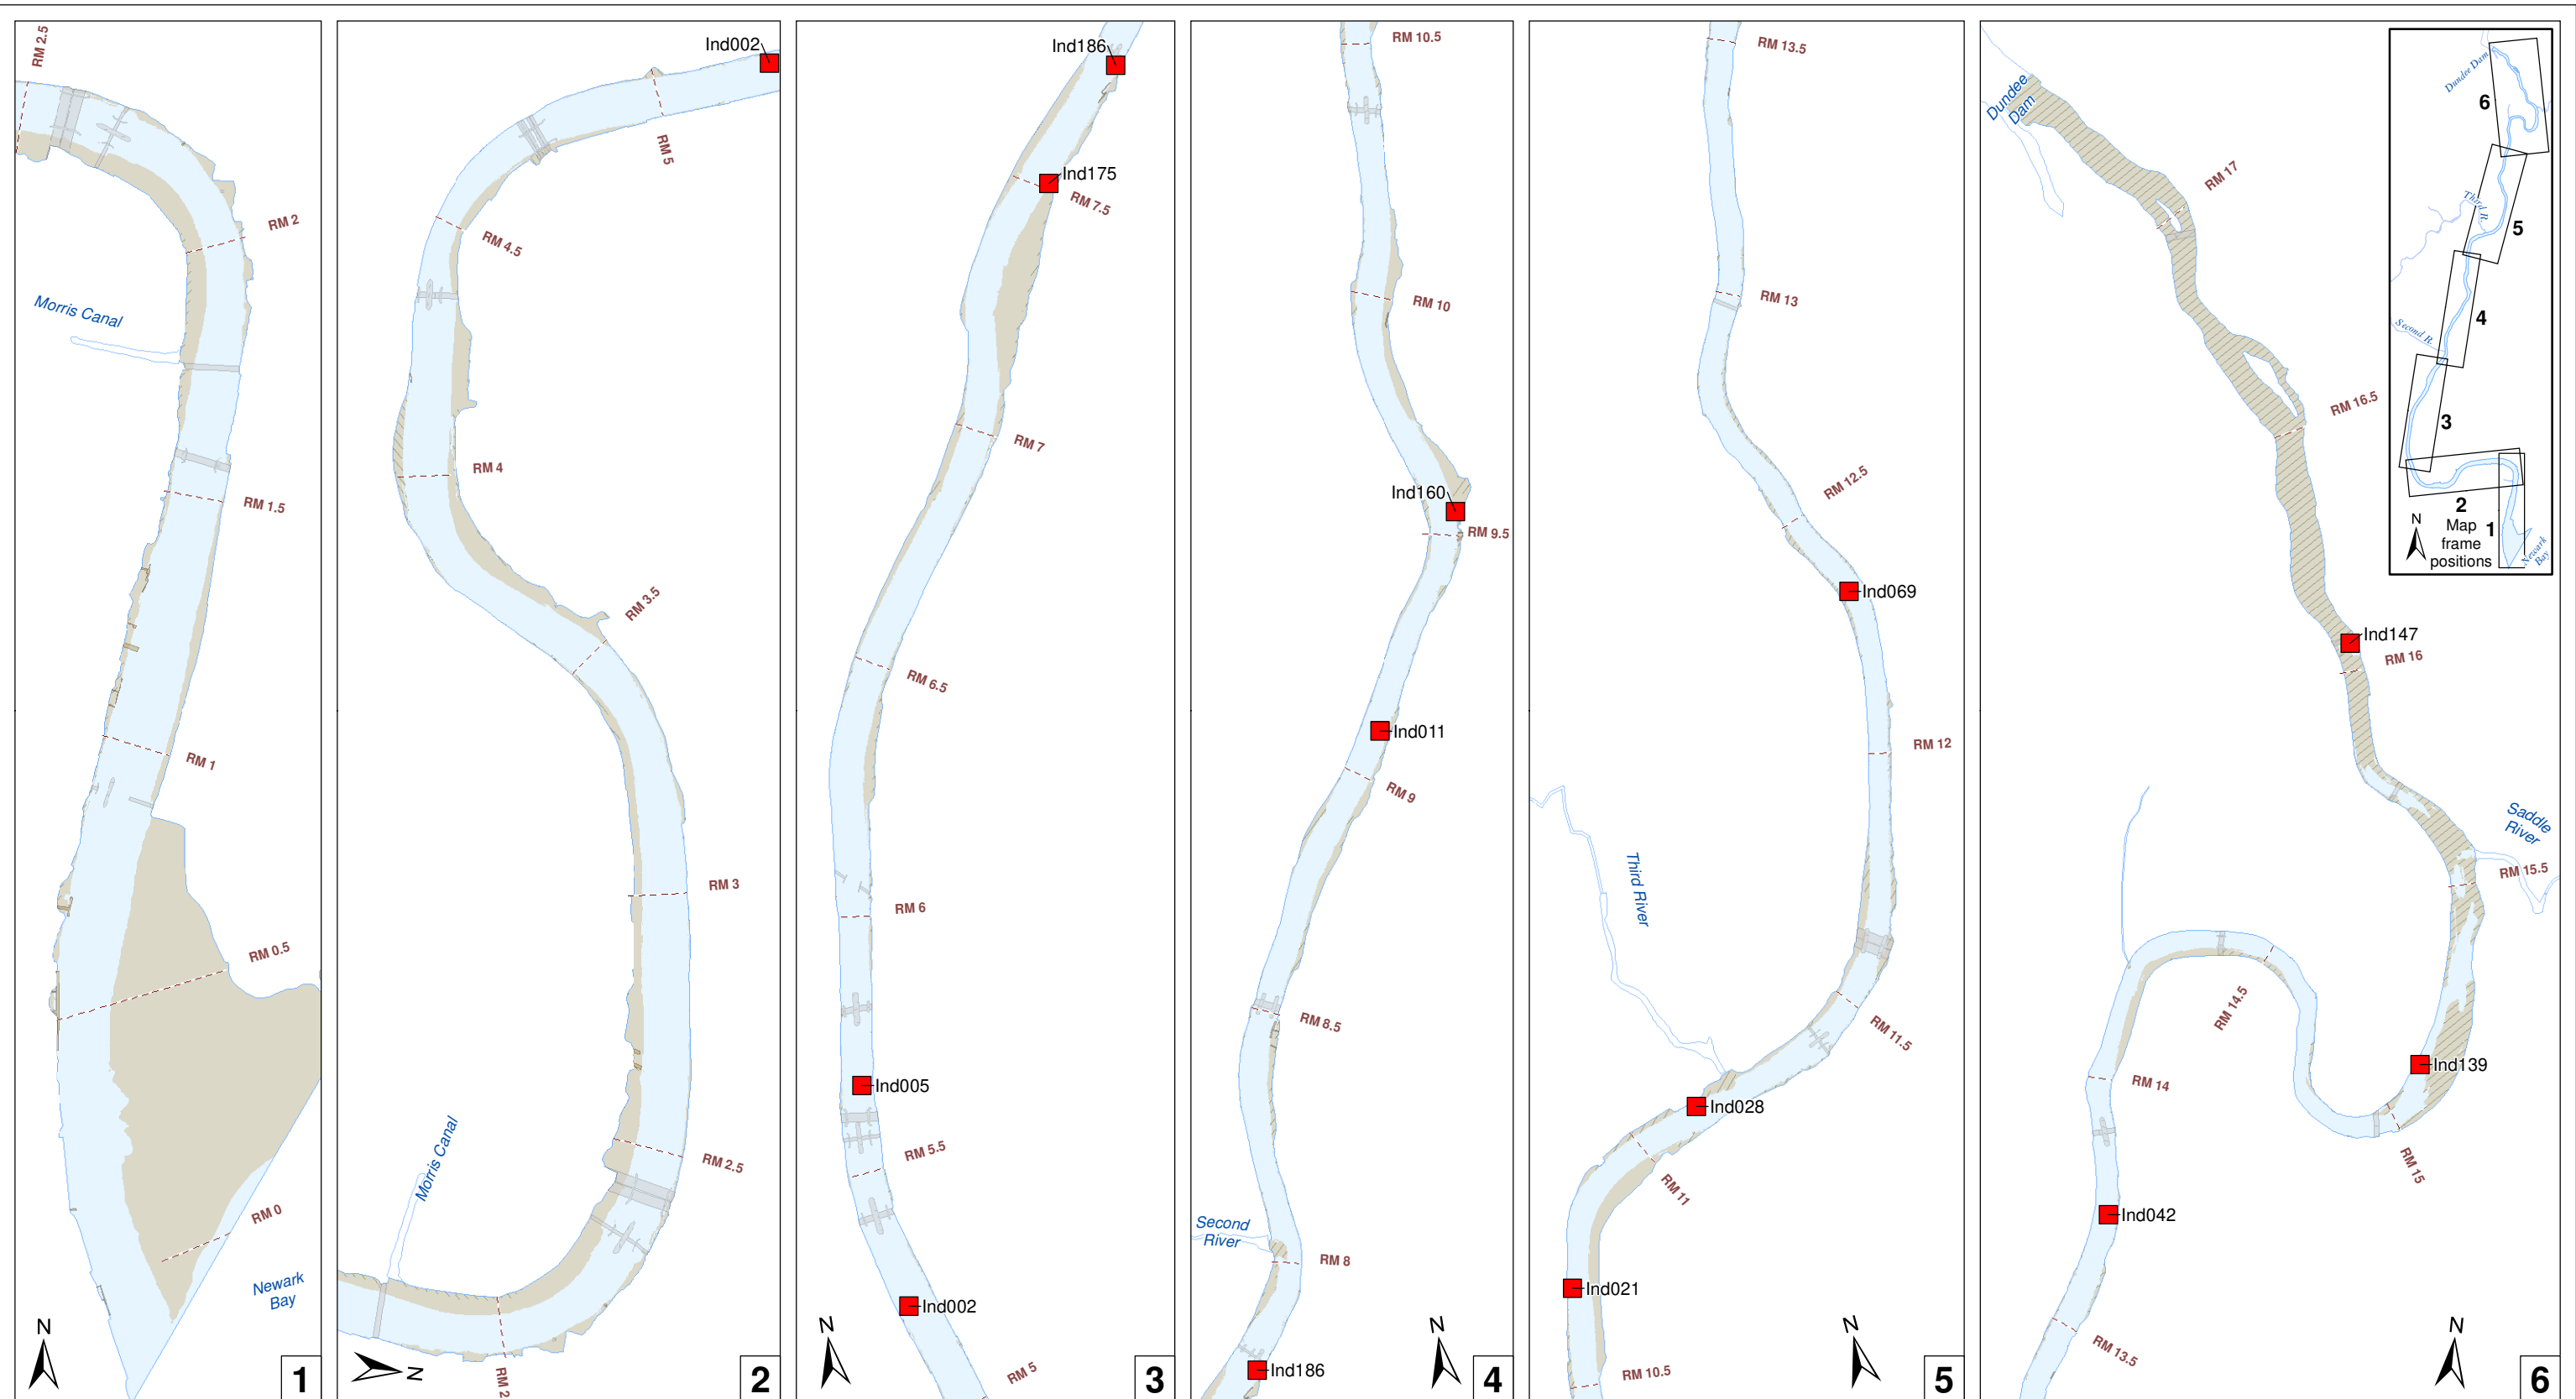 RM 2.5
RM 2
Morris Canal
RM 1.5
RM 1
RM 0.5
RM 0
Newark
Bay
N
1
Ind002
RM 5
RM 4.5
RM 4
RM 3.5
RM 3
Morris Canal
RM 2.5
RM 2
N
2
Ind186
Ind175
RM 7.5
RM 7
RM 6.5
RM 6
Ind005
RM 5.5
Ind002
RM 5
N
3
RM 10.5
RM 10
Ind160
RM 9.5
Ind011
RM 9
RM 8.5
Second
River
RM 8
Ind186
N
4
RM 13.5
RM 13
RM 12.5
Ind069
RM 12
Third River
RM 11.5
Ind028
RM 11
Ind021
RM 10.5
N
5
Dundee
Dam
RM 17
RM 16.5
Ind147
RM 16
Saddle
River
RM 15.5
RM 14.5
Ind139
RM 14
RM 15
Ind042
RM 13.5
N
6
Dundee Dam
6
Third R.
5
4
Second R.
3
2
1
N
Map
frame
positions
Newark
Bay